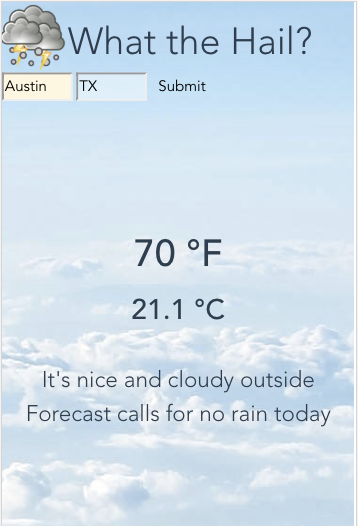 What the Hail?
Austin TX Submit
70 °F
21.1 °C
It's nice and cloudy outside
Forecast calls for no rain today